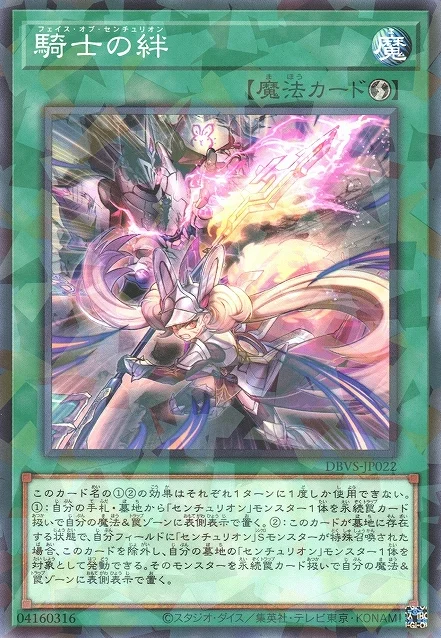 フェイス・オブ・センチュリオン
騎士の絆
魔
まほう
【魔法カード】
DBVS-JP022
このカード名の①②の効果はそれぞれ1ターンに1度しか使用できない。
①:自分の手札・墓地から「センチュリオン」モンスター1体を永続罠カード
扱いで自分の魔法&罠ゾーンに表側表示で置く。②:このカードが墓地に存在
する状態で、自分フィールドに「センチュリオン」Sモンスターが特殊召喚された
場合、このカードを除外し、自分の墓地の「センチュリオン」モンスター1体を
対象として発動できる。そのモンスターを永続罠カード扱いで自分の魔法&
罠ゾーンに表側表示で置く。
04160316
©スタジオ・ダイス/集英社・テレビ東京・KONAMI